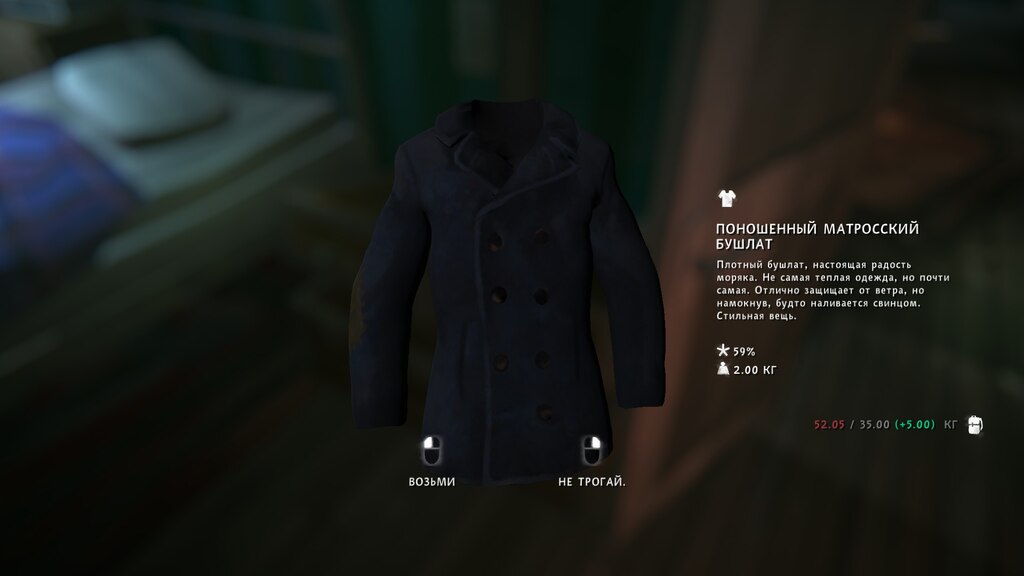 ПОНОШЕННЫЙ МАТРОССКИЙ
БУШЛАТ
Плотный бушлат, настоящая радость
моряка. Не самая теплая одежда, но почти
самая. Отлично защищает от ветра, но
намокнув, будто наливается свинцом.
Стильная вещь.
59%
2.00 КГ
52.05 / 35.00 (+5.00) КГ
ВОЗЬМИ
НЕ ТРОГАЙ.